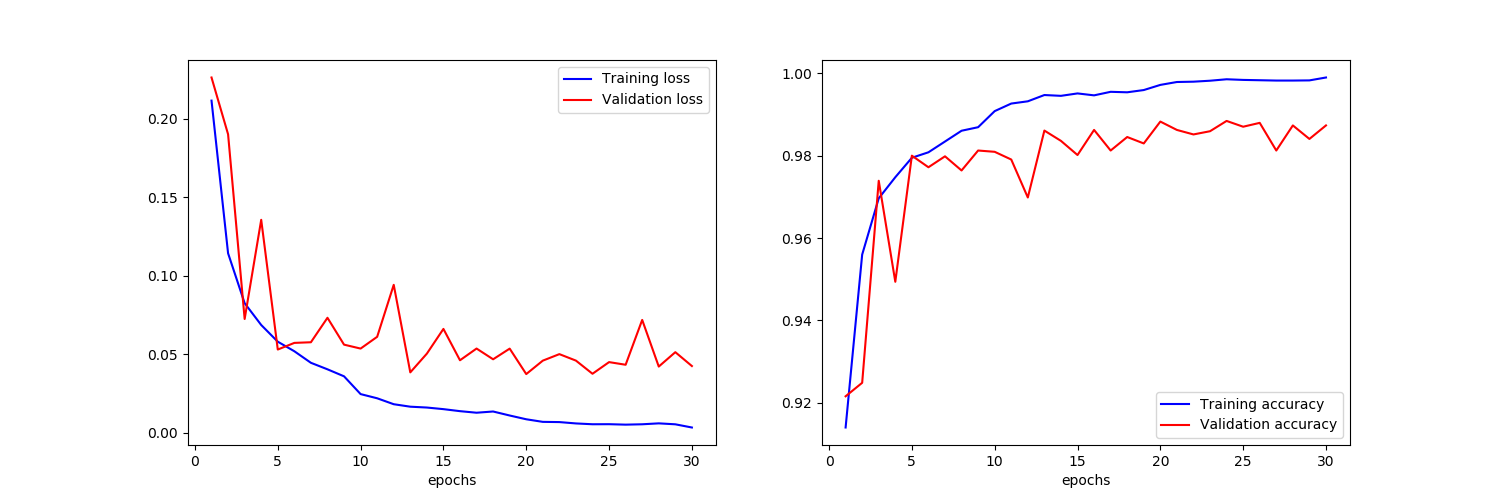 Training loss
Validation loss
0.20
0.15
0.10
0.05
0.00
0 5 10 15 20 25 30
epochs
1.00
0.98
0.96
0.94
0.92
Training accuracy
Validation accuracy
0 5 10 15 20 25 30
epochs